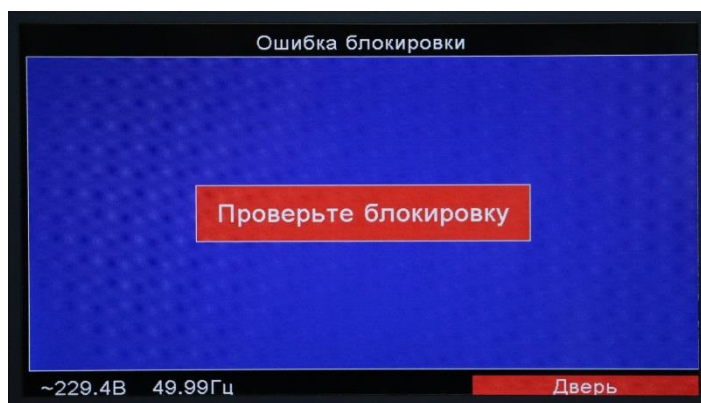 Ошибка блокировки
Проверьте блокировку
~229.4В 49.99Гц Дверь